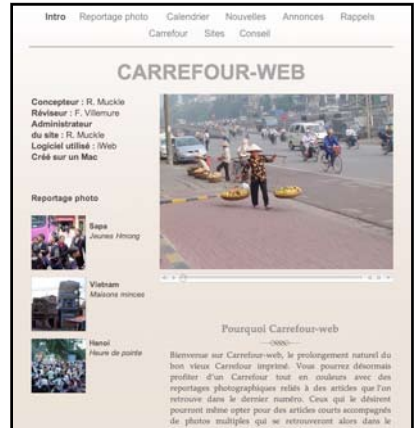 Intro Reportage photo Calendrier Nouvelles Annonces Rappels
Carrefour Sites Conseil
CARREFOUR-WEB
Concepteur : R. Muckle
Réviseur : F. Villemure
Administrateur
du site : R. Muckle
Logiciel utilisé : iWeb
Créé sur un Mac
Reportage photo
Sapa
Jeunes Hmong
Vietnam
Maisons minces
Hanoi
Heure de pointe
Pourquoi Carrefour-web
Bienvenue sur Carrefour-web, le prolongement naturel du
bon vieux Carrefour imprimé. Vous pourrez désormais
profiter d'un Carrefour tout en couleurs avec des
reportages photographiques reliés à des articles que l'on
retrouve dans le dernier numéro. Ceux qui le désirent
pourront même opter pour des articles courts accompagnés
de photos multiples qui se retrouveront alors dans le